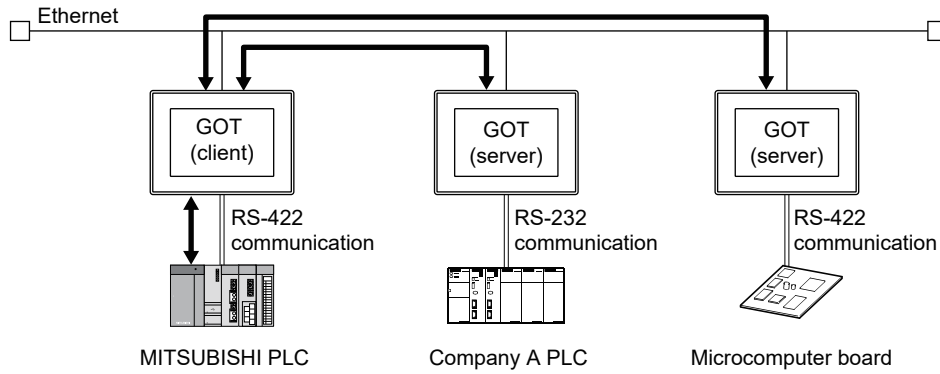 Ethernet
GOT
(client)
GOT
(server)
GOT
(server)
RS-422
communication
RS-232
communication
RS-422
communication
MITSUBISHI PLC
Company A PLC
Microcomputer board